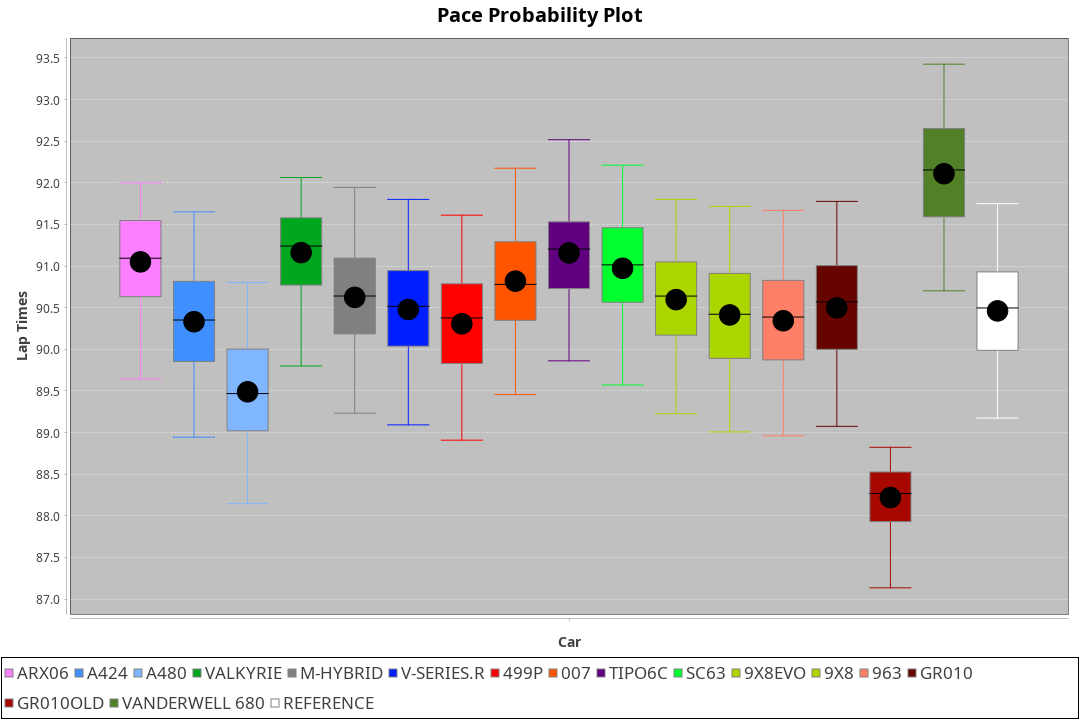 Pace Probability Plot
93.5
93.0
92.5
92.0
91.5
91.0
90.5
90.0
89.5
89.0
88.5
88.0
87.5
87.0
Lap Times
Car
ARX06 A424 A480 VALKYRIE M-HYBRID V-SERIES.R 499P 007 TIPO6C SC63 9X8EVO 9X8 963 GR010
GR010OLD VANDERWELL 680 REFERENCE